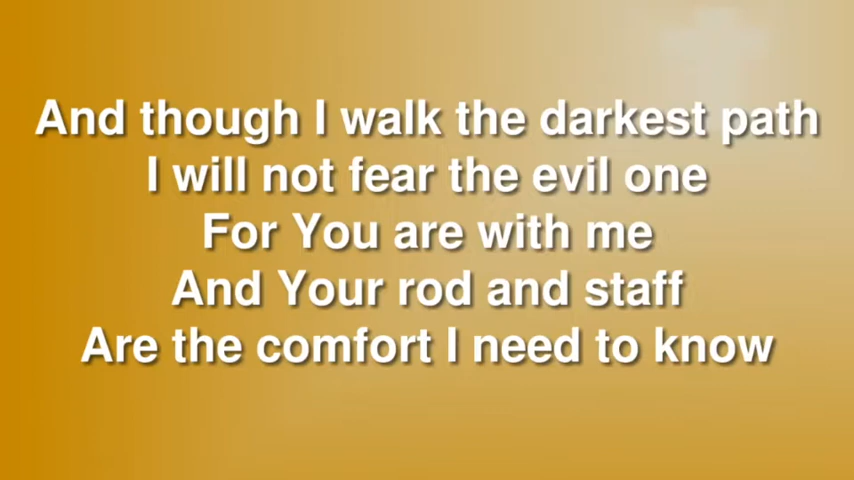 And though I walk the darkest path
I will not fear the evil one
For You are with me
And Your rod and staff
Are the comfort I need to know